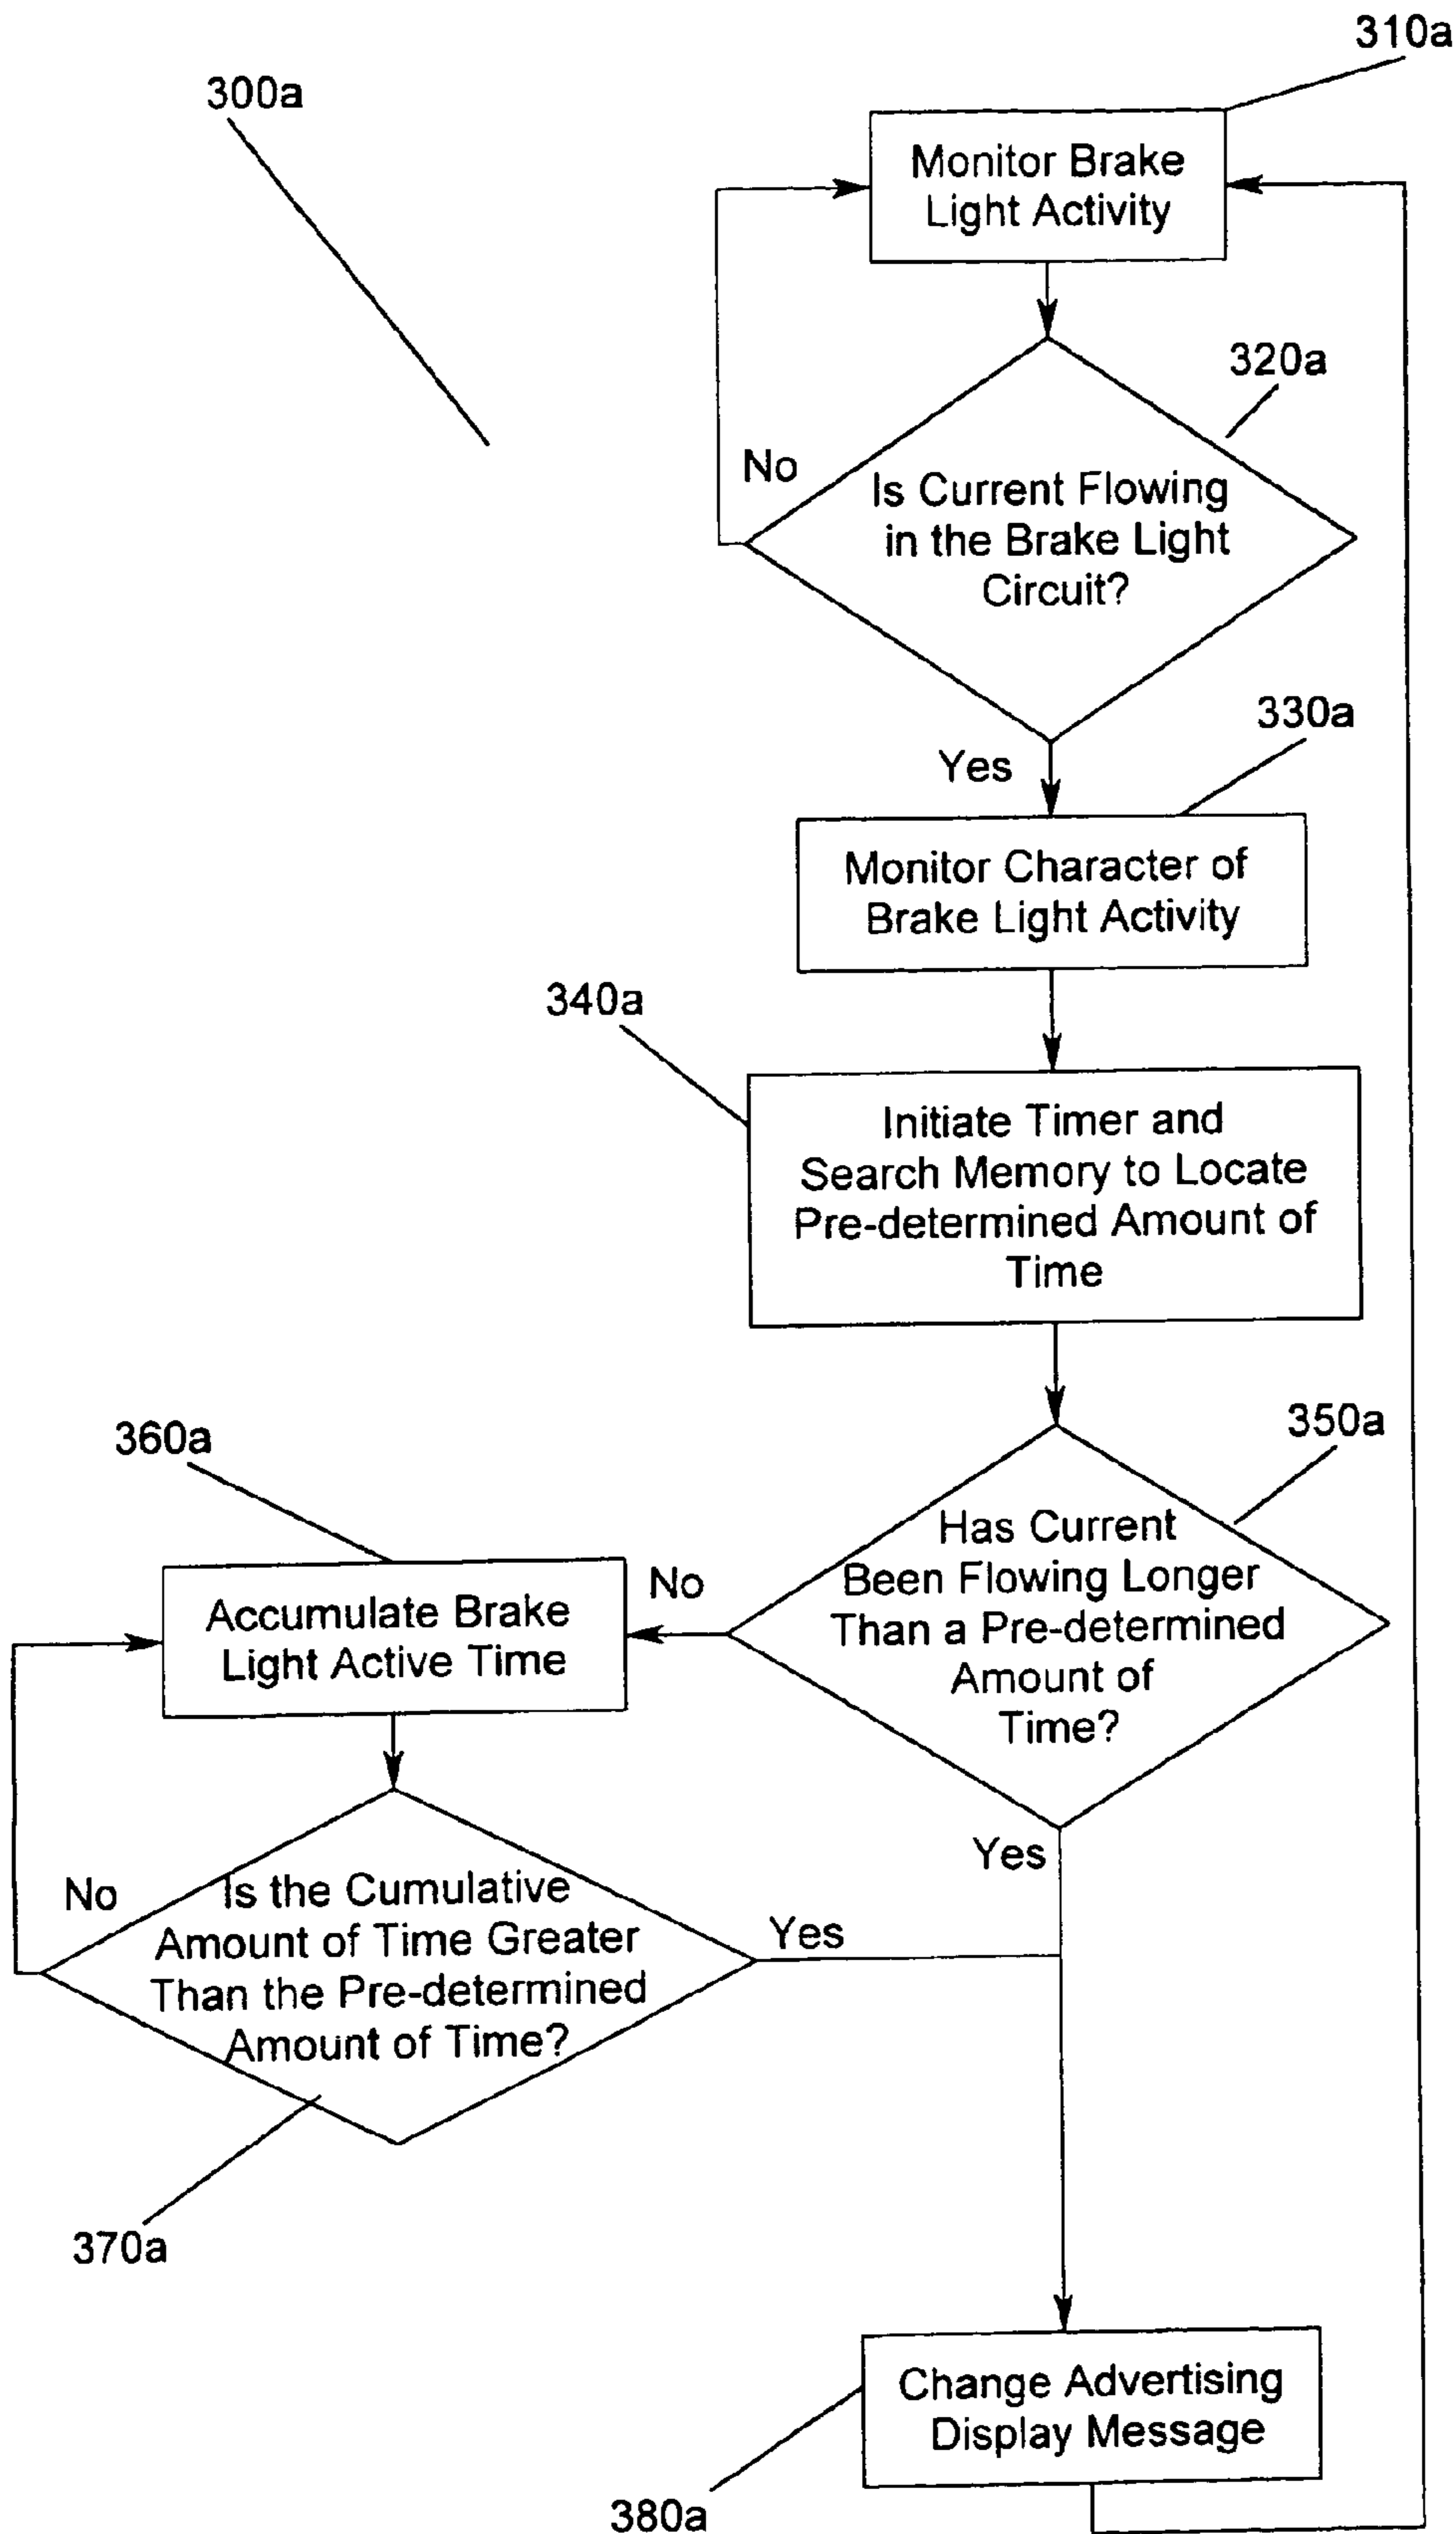 310a
300a
Monitor Brake
Light Activity
320a
No
Is Current Flowing
in the Brake Light
Circuit?
330a
Yes
Monitor Character of
Brake Light Activity
340a
Initiate Timer and
Search Memory to Locate
Pre-determined Amount of
Time
350a
360a
Has Current
Been Flowing Longer
Than a Pre-determined
Amount of
Time?
No
Accumulate Brake
Light Active Time
Yes
No
Is the Cumulative
Amount of Time Greater
Than the Pre-determined
Amount of Time?
Yes
370a
Change Advertising
Display Message
380a